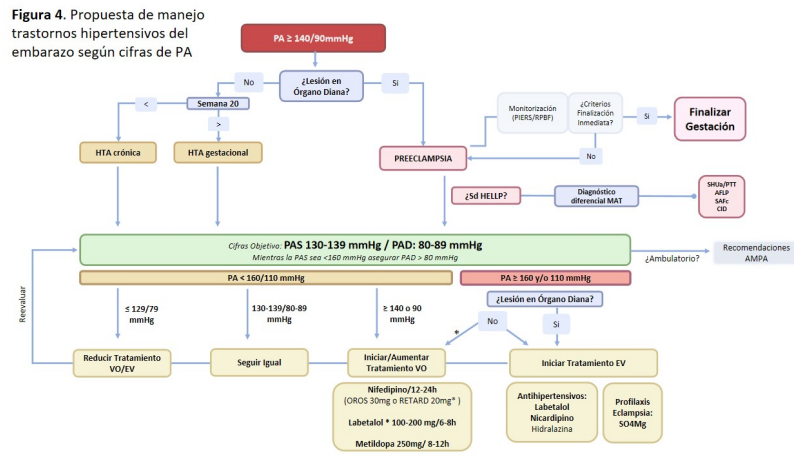 Figura 4. Propuesta de manejo
trastornos hipertensivos del
embarazo según cifras de PA
PA ≥ 140/90mmHg
¿Lesión en
Órgano Diana?
No
Si
Semana 20
<
>
HTA crónica
HTA gestacional
PREECLAMPSIA
Monitorización
(PIERS/RPBF)
¿Criterios
Finalización
Inmediata?
Si
No
Finalizar
Gestación
¿Sd HELLP?
Diagnóstico
diferencial MAT
SHUa/PTT
AFLP
SAFc
CID
Cifras Objetivo: PAS 130-139 mmHg / PAD: 80-89 mmHg
Mientras la PAS sea <160 mmHg asegurar PAD > 80 mmHg
¿Ambulatorio?
Recomendaciones
AMPA
PA < 160/110 mmHg
PA ≥ 160 y/o 110 mmHg
Reevaluar
≤ 129/79
mmHg
130-139/80-89
mmHg
≥ 140 o 90
mmHg
¿Lesión en Órgano Diana?
*
No
Si
Reducir Tratamiento
VO/EV
Seguir Igual
Iniciar/Aumentar
Tratamiento VO
Iniciar Tratamiento EV
Nifedipino/12-24h
(OROS 30mg o RETARD 20mg* )
Labetalol * 100-200 mg/6-8h
Metildopa 250mg/ 8-12h
Antihipertensivos:
Labetalol
Nicardipino
Hidralazina
Profilaxis
Eclampsia:
SO4Mg